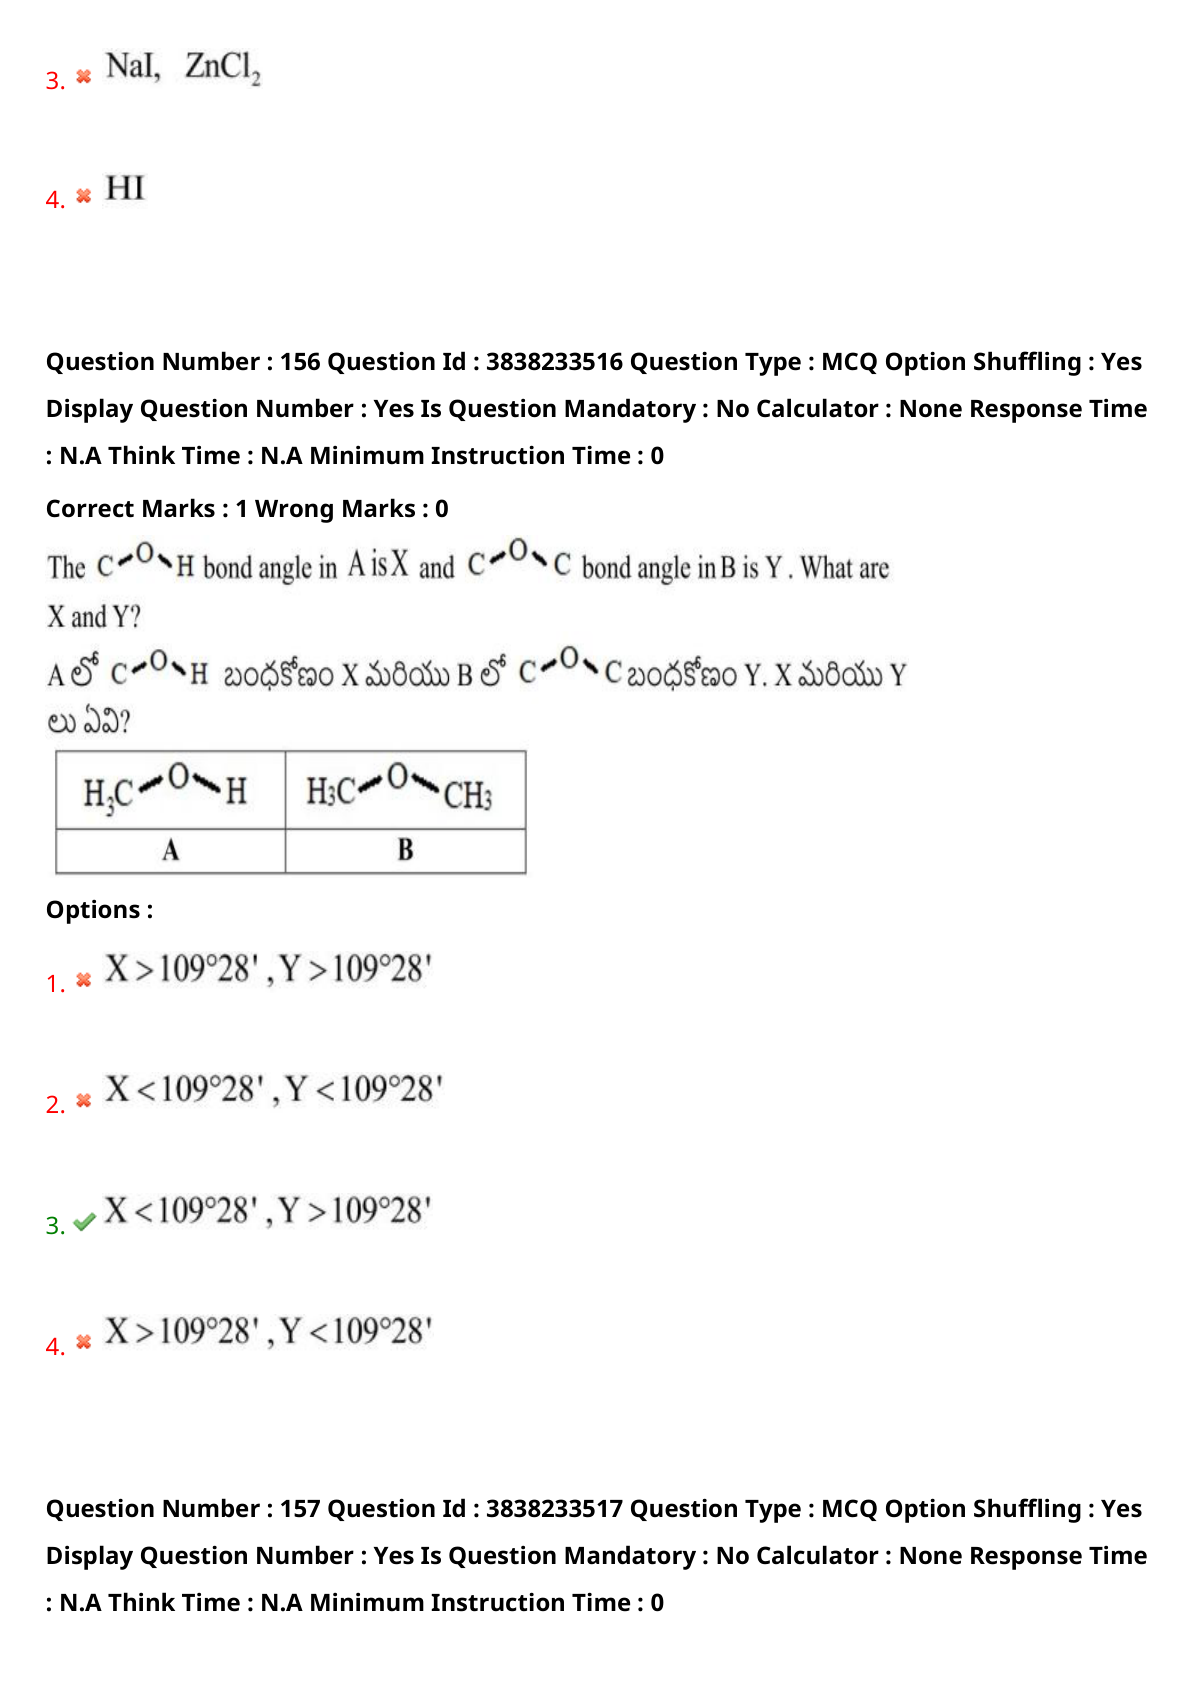 3. NaI, ZnCl2
4. HI
Question Number : 156 Question Id : 3838233516 Question Type : MCQ Option Shuffling : Yes
Display Question Number : Yes Is Question Mandatory : No Calculator : None Response Time
: N.A Think Time : N.A Minimum Instruction Time : 0
Correct Marks : 1 Wrong Marks : 0
The C O H bond angle in A is X and C O C bond angle in B is Y . What are
X and Y?
A లో C O H బంధకోణం X మరియు B లో C O C బంధకోణం Y. X మరియు Y
లు ఏవి?
H3C O H H3C O CH3
A B
Options :
1. X > 109°28' , Y > 109°28'
2. X < 109°28' , Y < 109°28'
3. X < 109°28' , Y > 109°28'
4. X > 109°28' , Y < 109°28'
Question Number : 157 Question Id : 3838233517 Question Type : MCQ Option Shuffling : Yes
Display Question Number : Yes Is Question Mandatory : No Calculator : None Response Time
: N.A Think Time : N.A Minimum Instruction Time : 0